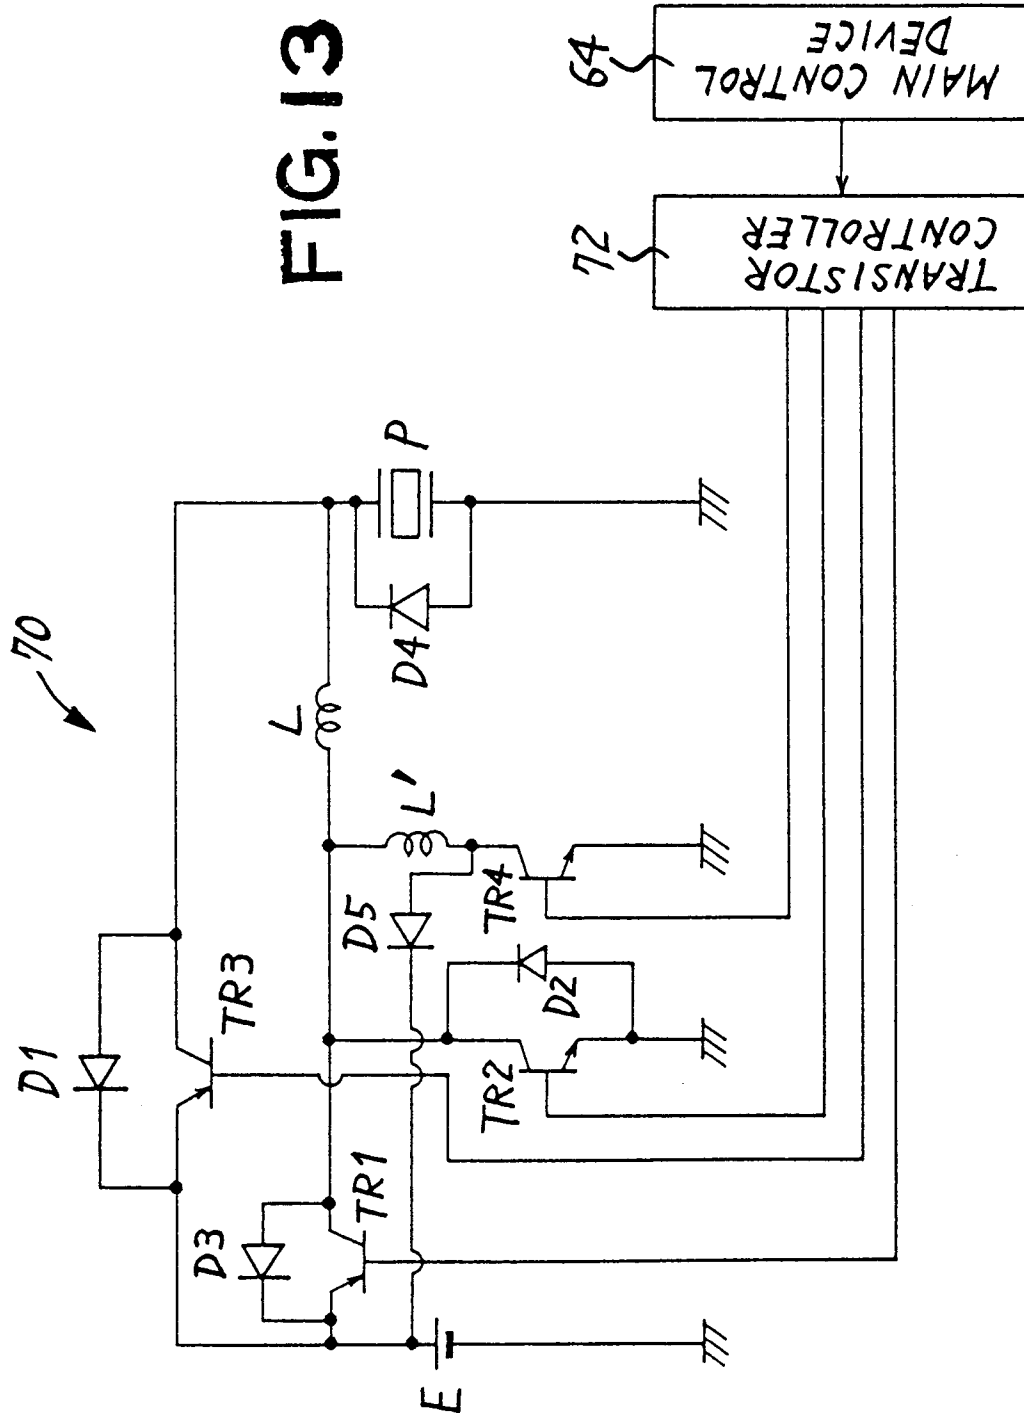 FIG. 13
70
D1
TR3
D3
TR1
L
P
D4
L'
D5
TR4
D2
TR2
E
72
TRANSISTOR
CONTROLLER
64
MAIN CONTROL
DEVICE